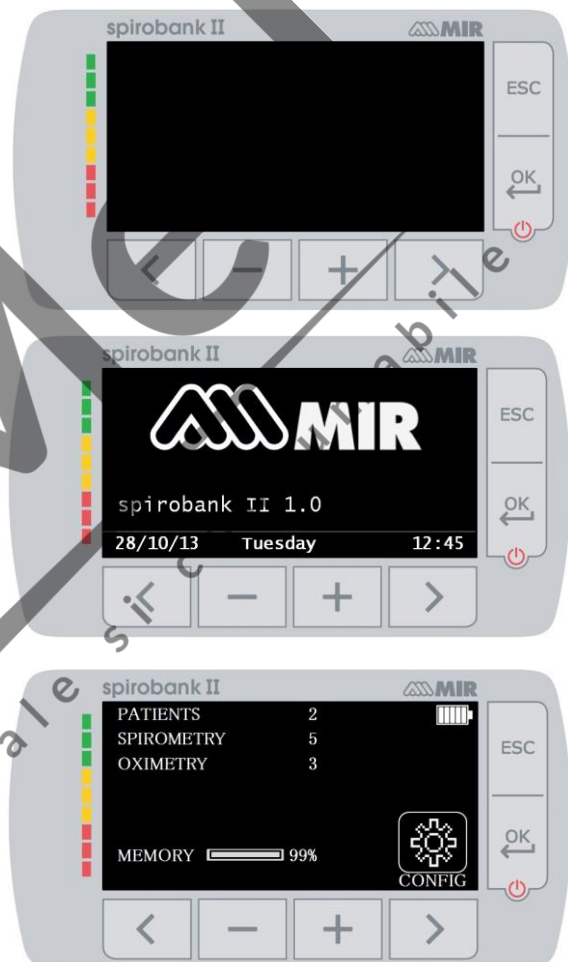 spirobank II MIR
ESC
OK
< − + >
spirobank II MIR
MIR
ESC
spirobank II 1.0
OK
28/10/13 Tuesday 12:45
< − + >
spirobank II MIR
PATIENTS 2
SPIROMETRY 5
ESC
OXIMETRY 3
OK
MEMORY 99%
CONFIG
< − + >